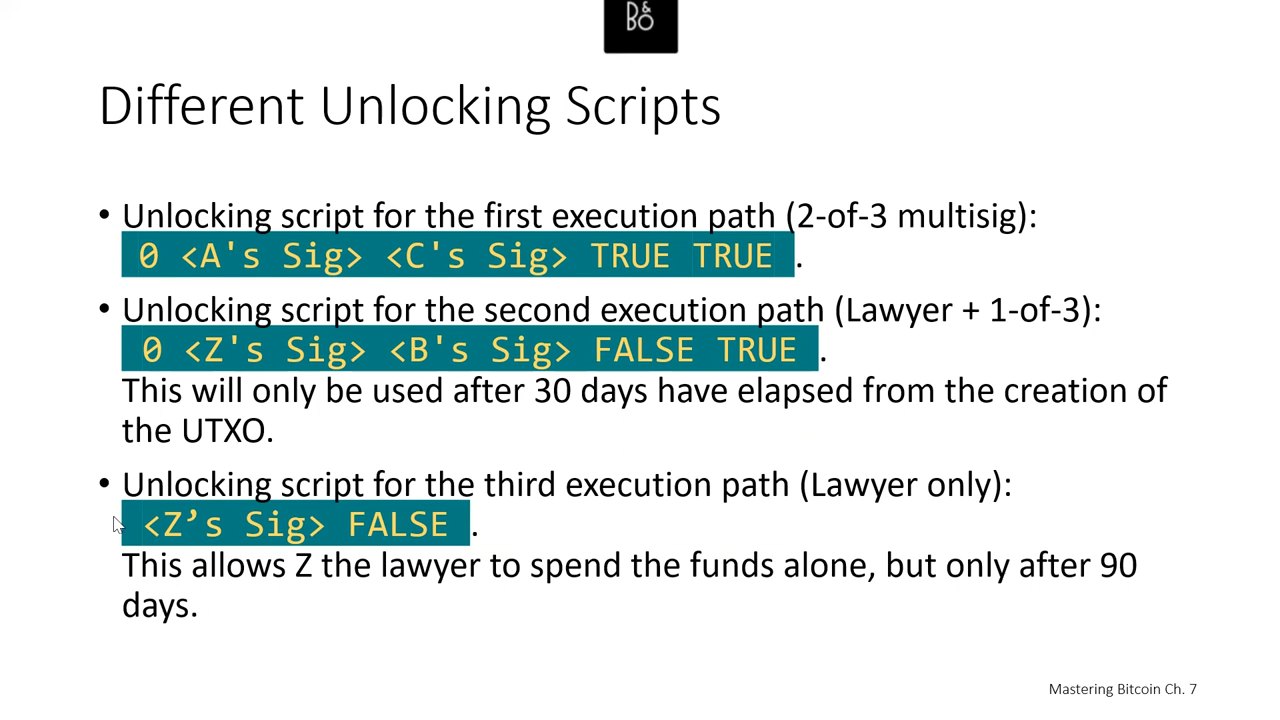 B&O
Different Unlocking Scripts
• Unlocking script for the first execution path (2-of-3 multisig):
0 <A's Sig> <C's Sig> TRUE TRUE .
• Unlocking script for the second execution path (Lawyer + 1-of-3):
0 <Z's Sig> <B's Sig> FALSE TRUE .
This will only be used after 30 days have elapsed from the creation of
the UTXO.
• Unlocking script for the third execution path (Lawyer only):
<Z’s Sig> FALSE .
This allows Z the lawyer to spend the funds alone, but only after 90
days.
Mastering Bitcoin Ch. 7